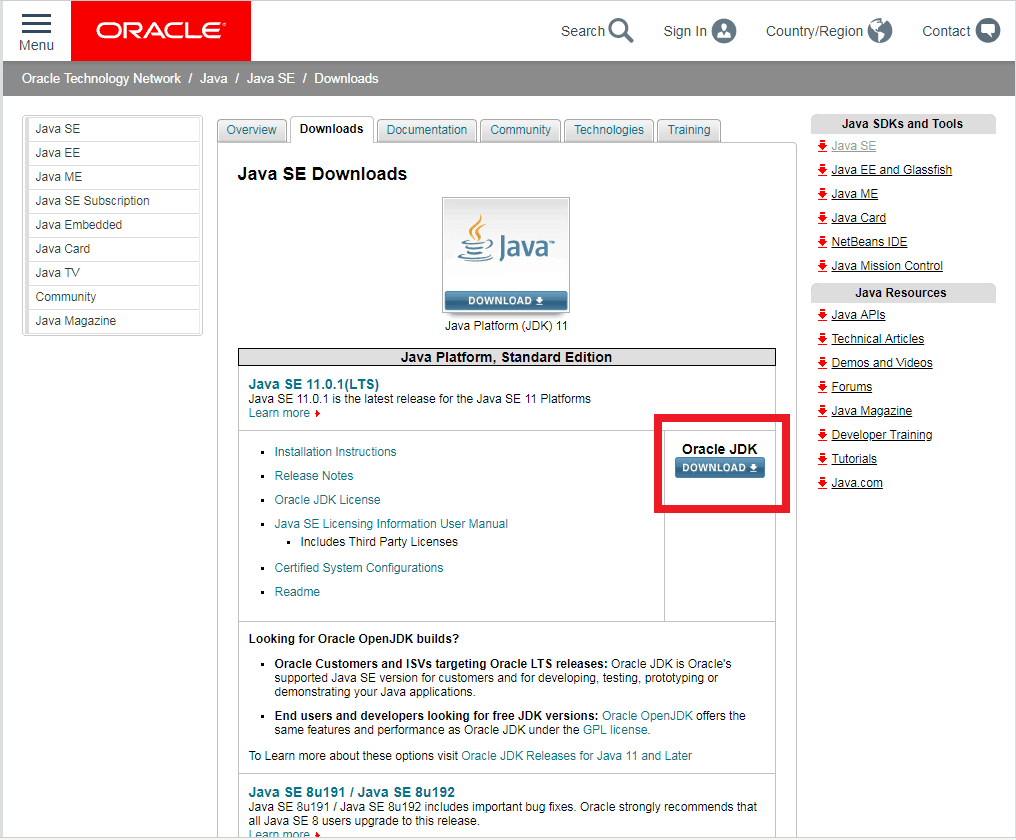 Menu
ORACLE
Search
Sign In
Country/Region
Contact
Oracle Technology Network / Java / Java SE / Downloads
Java SE
Java EE
Java ME
Java SE Subscription
Java Embedded
Java Card
Java TV
Community
Java Magazine
Overview
Downloads
Documentation
Community
Technologies
Training
Java SE Downloads
Java™
DOWNLOAD
Java Platform (JDK) 11
Java Platform, Standard Edition
Java SE 11.0.1(LTS)
Java SE 11.0.1 is the latest release for the Java SE 11 Platforms
Learn more
Installation Instructions
Release Notes
Oracle JDK License
Java SE Licensing Information User Manual
Includes Third Party Licenses
Certified System Configurations
Readme
Oracle JDK
DOWNLOAD
Looking for Oracle OpenJDK builds?
Oracle Customers and ISVs targeting Oracle LTS releases: Oracle JDK is Oracle's
supported Java SE version for customers and for developing, testing, prototyping or
demonstrating your Java applications.
End users and developers looking for free JDK versions: Oracle OpenJDK offers the
same features and performance as Oracle JDK under the GPL license.
To Learn more about these options visit Oracle JDK Releases for Java 11 and Later
Java SE 8u191 / Java SE 8u192
Java SE 8u191 / Java SE 8u192 includes important bug fixes. Oracle strongly recommends that
all Java SE 8 users upgrade to this release.
Learn more
Java SDKs and Tools
Java SE
Java EE and Glassfish
Java ME
Java Card
NetBeans IDE
Java Mission Control
Java Resources
Java APIs
Technical Articles
Demos and Videos
Forums
Java Magazine
Developer Training
Tutorials
Java.com